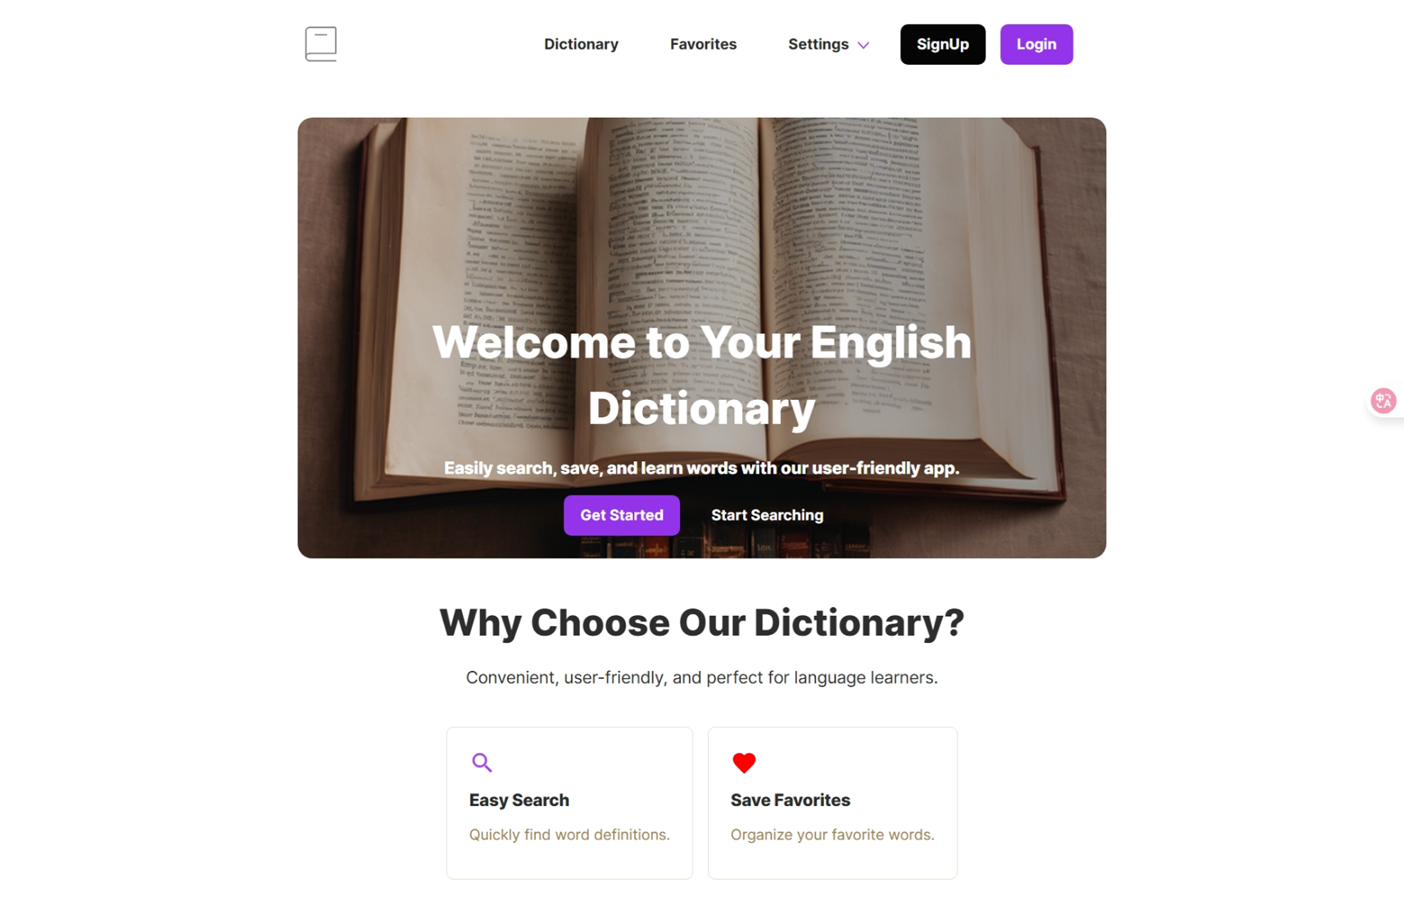 Dictionary
Favorites
Settings
SignUp
Login
Welcome to Your English
Dictionary
Easily search, save, and learn words with our user-friendly app.
Get Started
Start Searching
Why Choose Our Dictionary?
Convenient, user-friendly, and perfect for language learners.
Easy Search
Quickly find word definitions.
Save Favorites
Organize your favorite words.